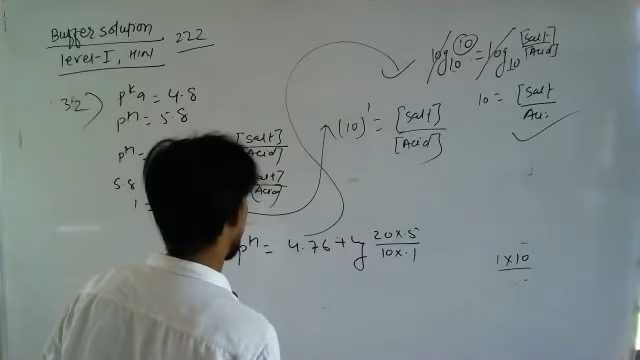 Buffer solution
level-I, H/W 222
32) pKa = 4.8
pH = 5.8
pH = [Salt]/[Acid]
5.8 [Salt]/[Acid]
1 =
(10)^1 = [Salt]/[Acid]
log10 10 = log10 [Salt]/[Acid]
10 = [Salt]/Aci
pH = 4.76 + log 20×.5/10×.1
1×10